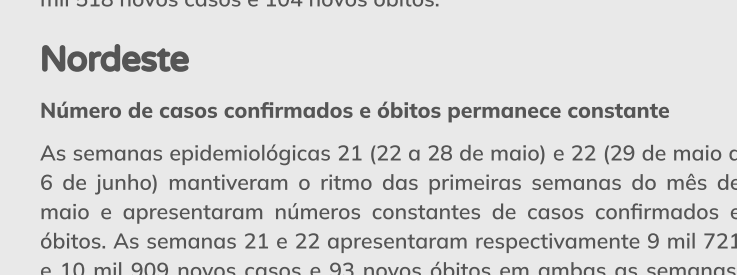 mil 518 novos casos e 104 novos óbitos.
Nordeste
Número de casos confirmados e óbitos permanece constante
As semanas epidemiológicas 21 (22 a 28 de maio) e 22 (29 de maio
6 de junho) mantiveram o ritmo das primeiras semanas do mês de
maio e apresentaram números constantes de casos confirmados e
óbitos. As semanas 21 e 22 apresentaram respectivamente 9 mil 721
e 10 mil 909 novos casos e 93 novos óbitos em ambas as semanas